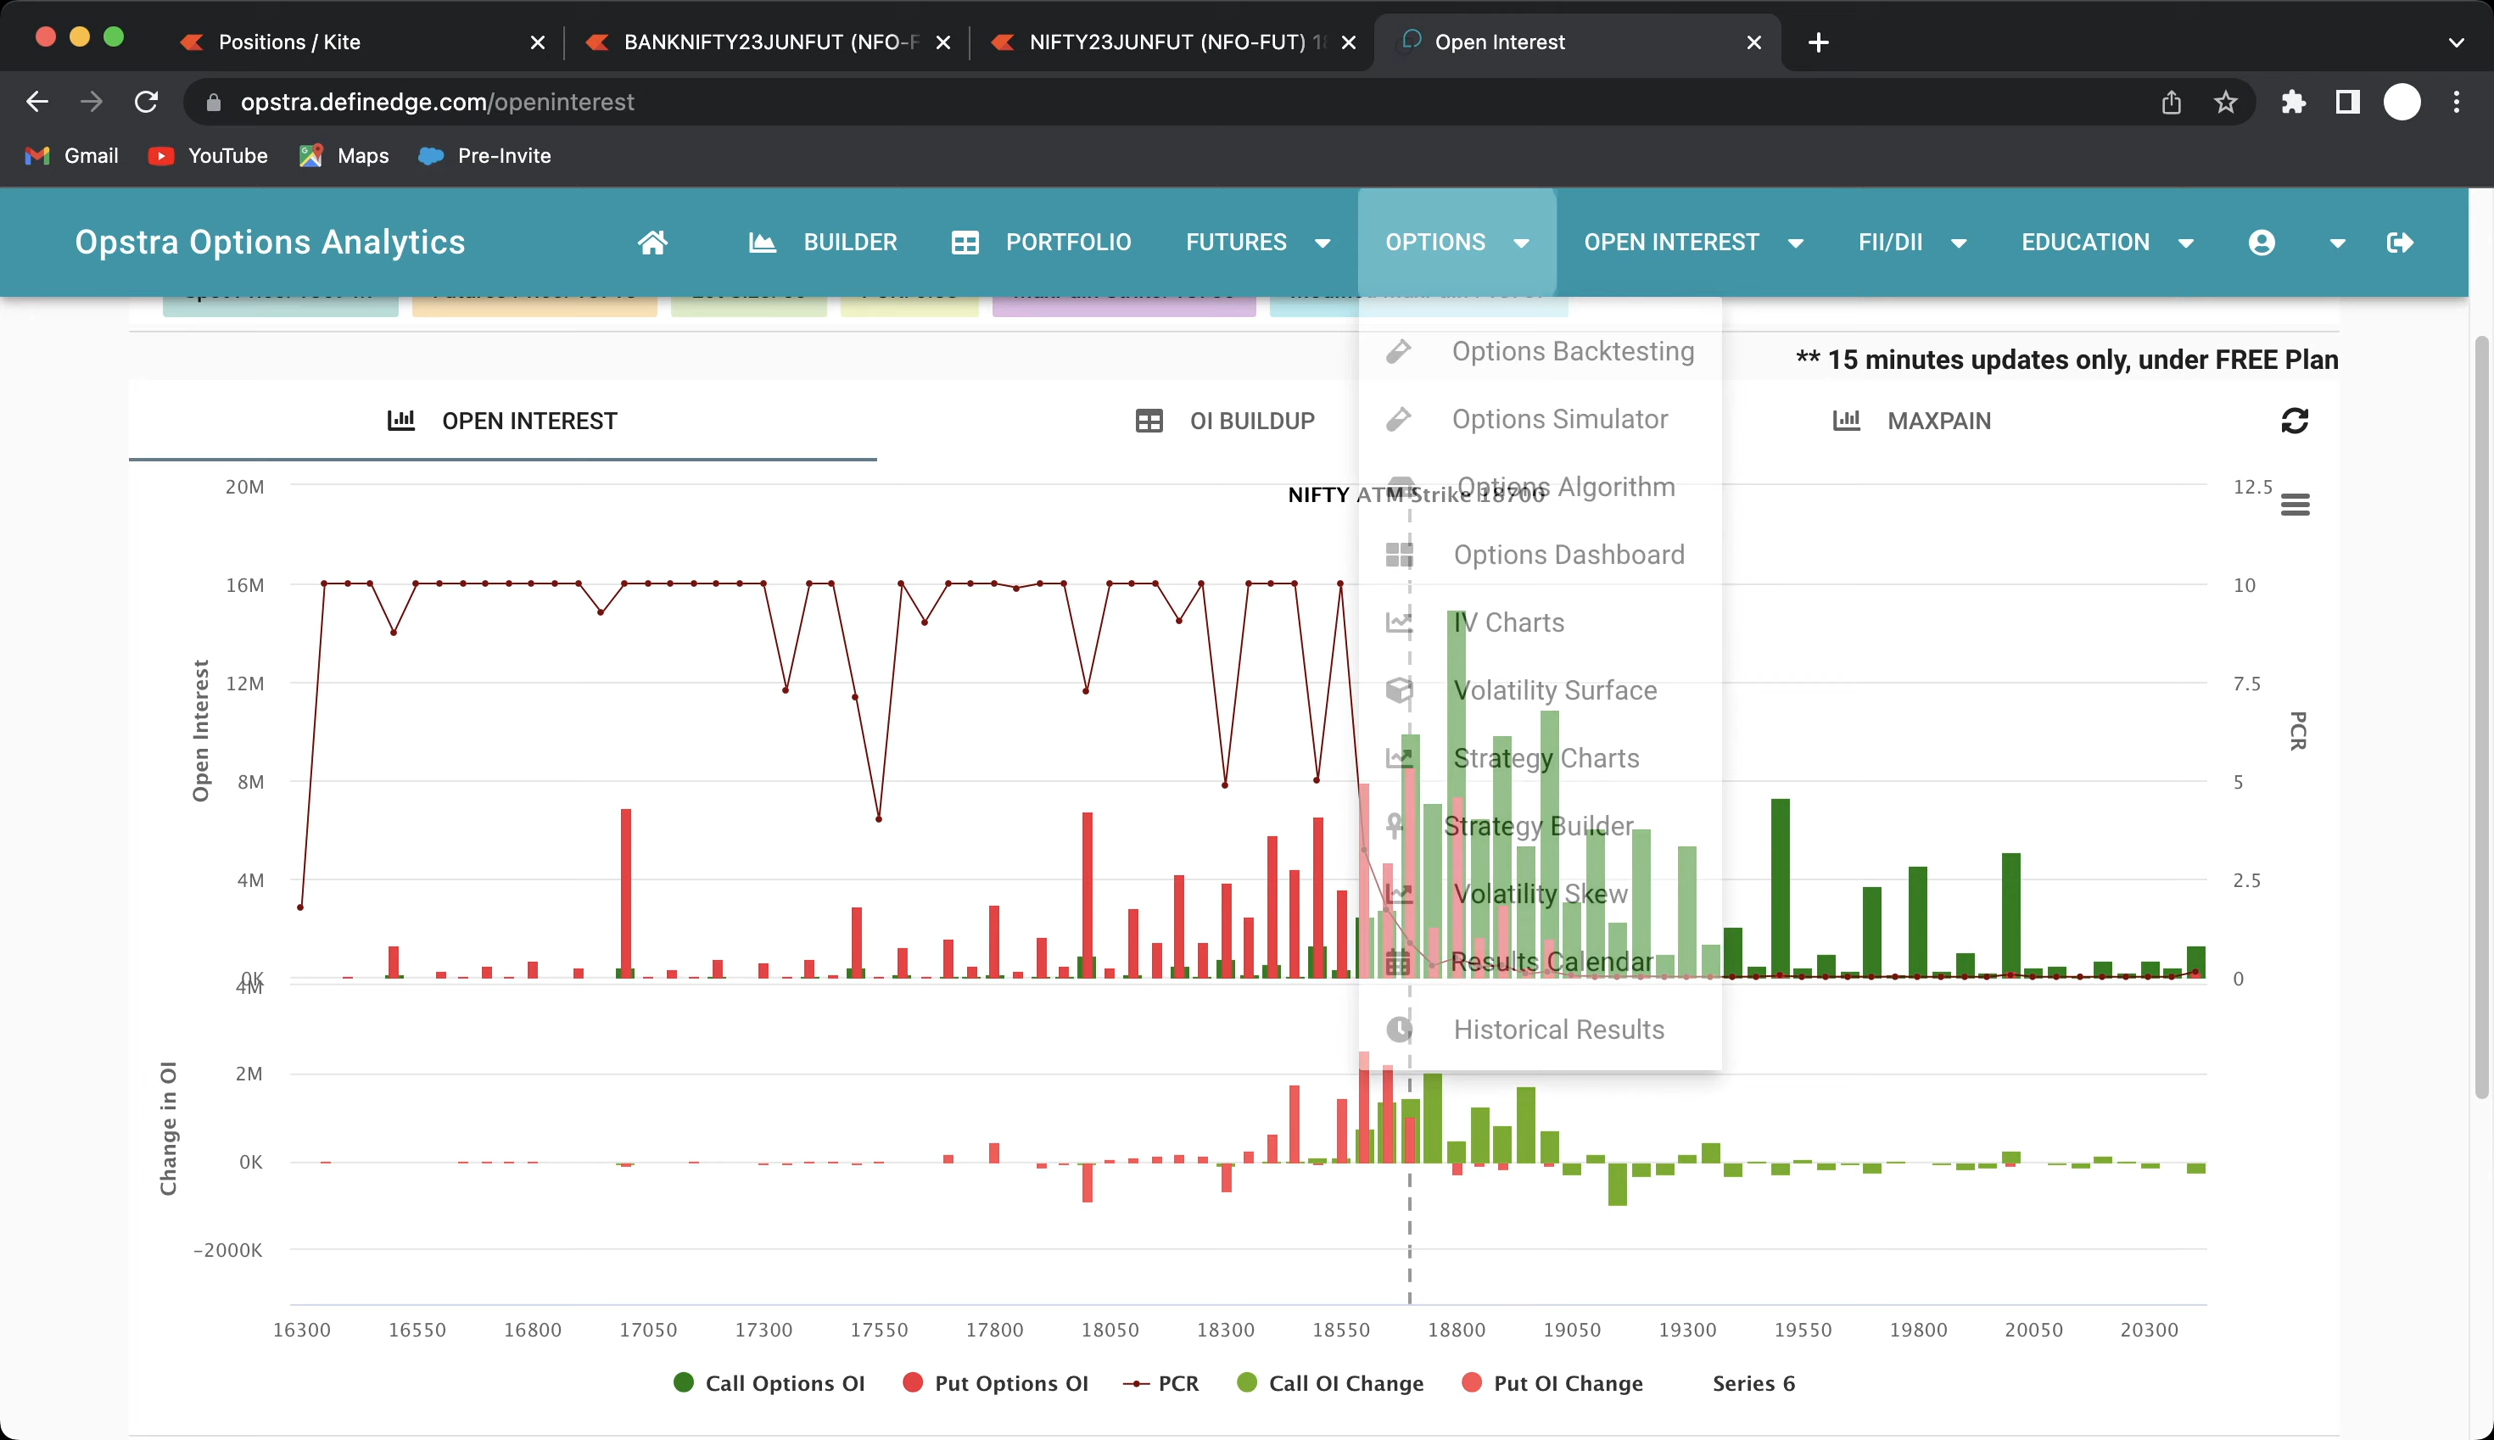 Positions / Kite
BANKNIFTY23JUNFUT (NFO-F
NIFTY23JUNFUT (NFO-FUT) 18
Open Interest
opstra.definedge.com/openinterest
Gmail
YouTube
Maps
Pre-Invite
Opstra Options Analytics
BUILDER
PORTFOLIO
FUTURES
OPTIONS
OPEN INTEREST
FII/DII
EDUCATION
** 15 minutes updates only, under FREE Plan
OPEN INTEREST
OI BUILDUP
MAXPAIN
Options Backtesting
Options Simulator
Options Algorithm
Options Dashboard
IV Charts
Volatility Surface
Strategy Charts
Strategy Builder
Volatility Skew
Results Calendar
Historical Results
NIFTY ATM Strike 18700
Open Interest
20M
16M
12M
8M
4M
0K
PCR
12.5
10
7.5
5
2.5
0
Change in OI
4M
2M
0K
-2000K
16300 16550 16800 17050 17300 17550 17800 18050 18300 18550 18800 19050 19300 19550 19800 20050 20300
Call Options OI Put Options OI PCR Call OI Change Put OI Change Series 6